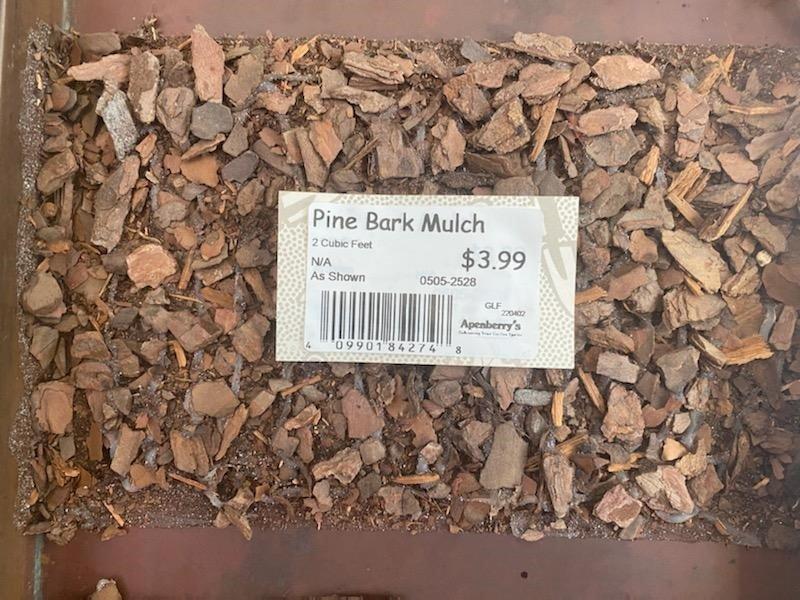 Pine Bark Mulch
2 Cubic Feet
N/A
$3.99
As Shown
0505-2528
GLF
220402
Apenberry's
4 09901 84274 8